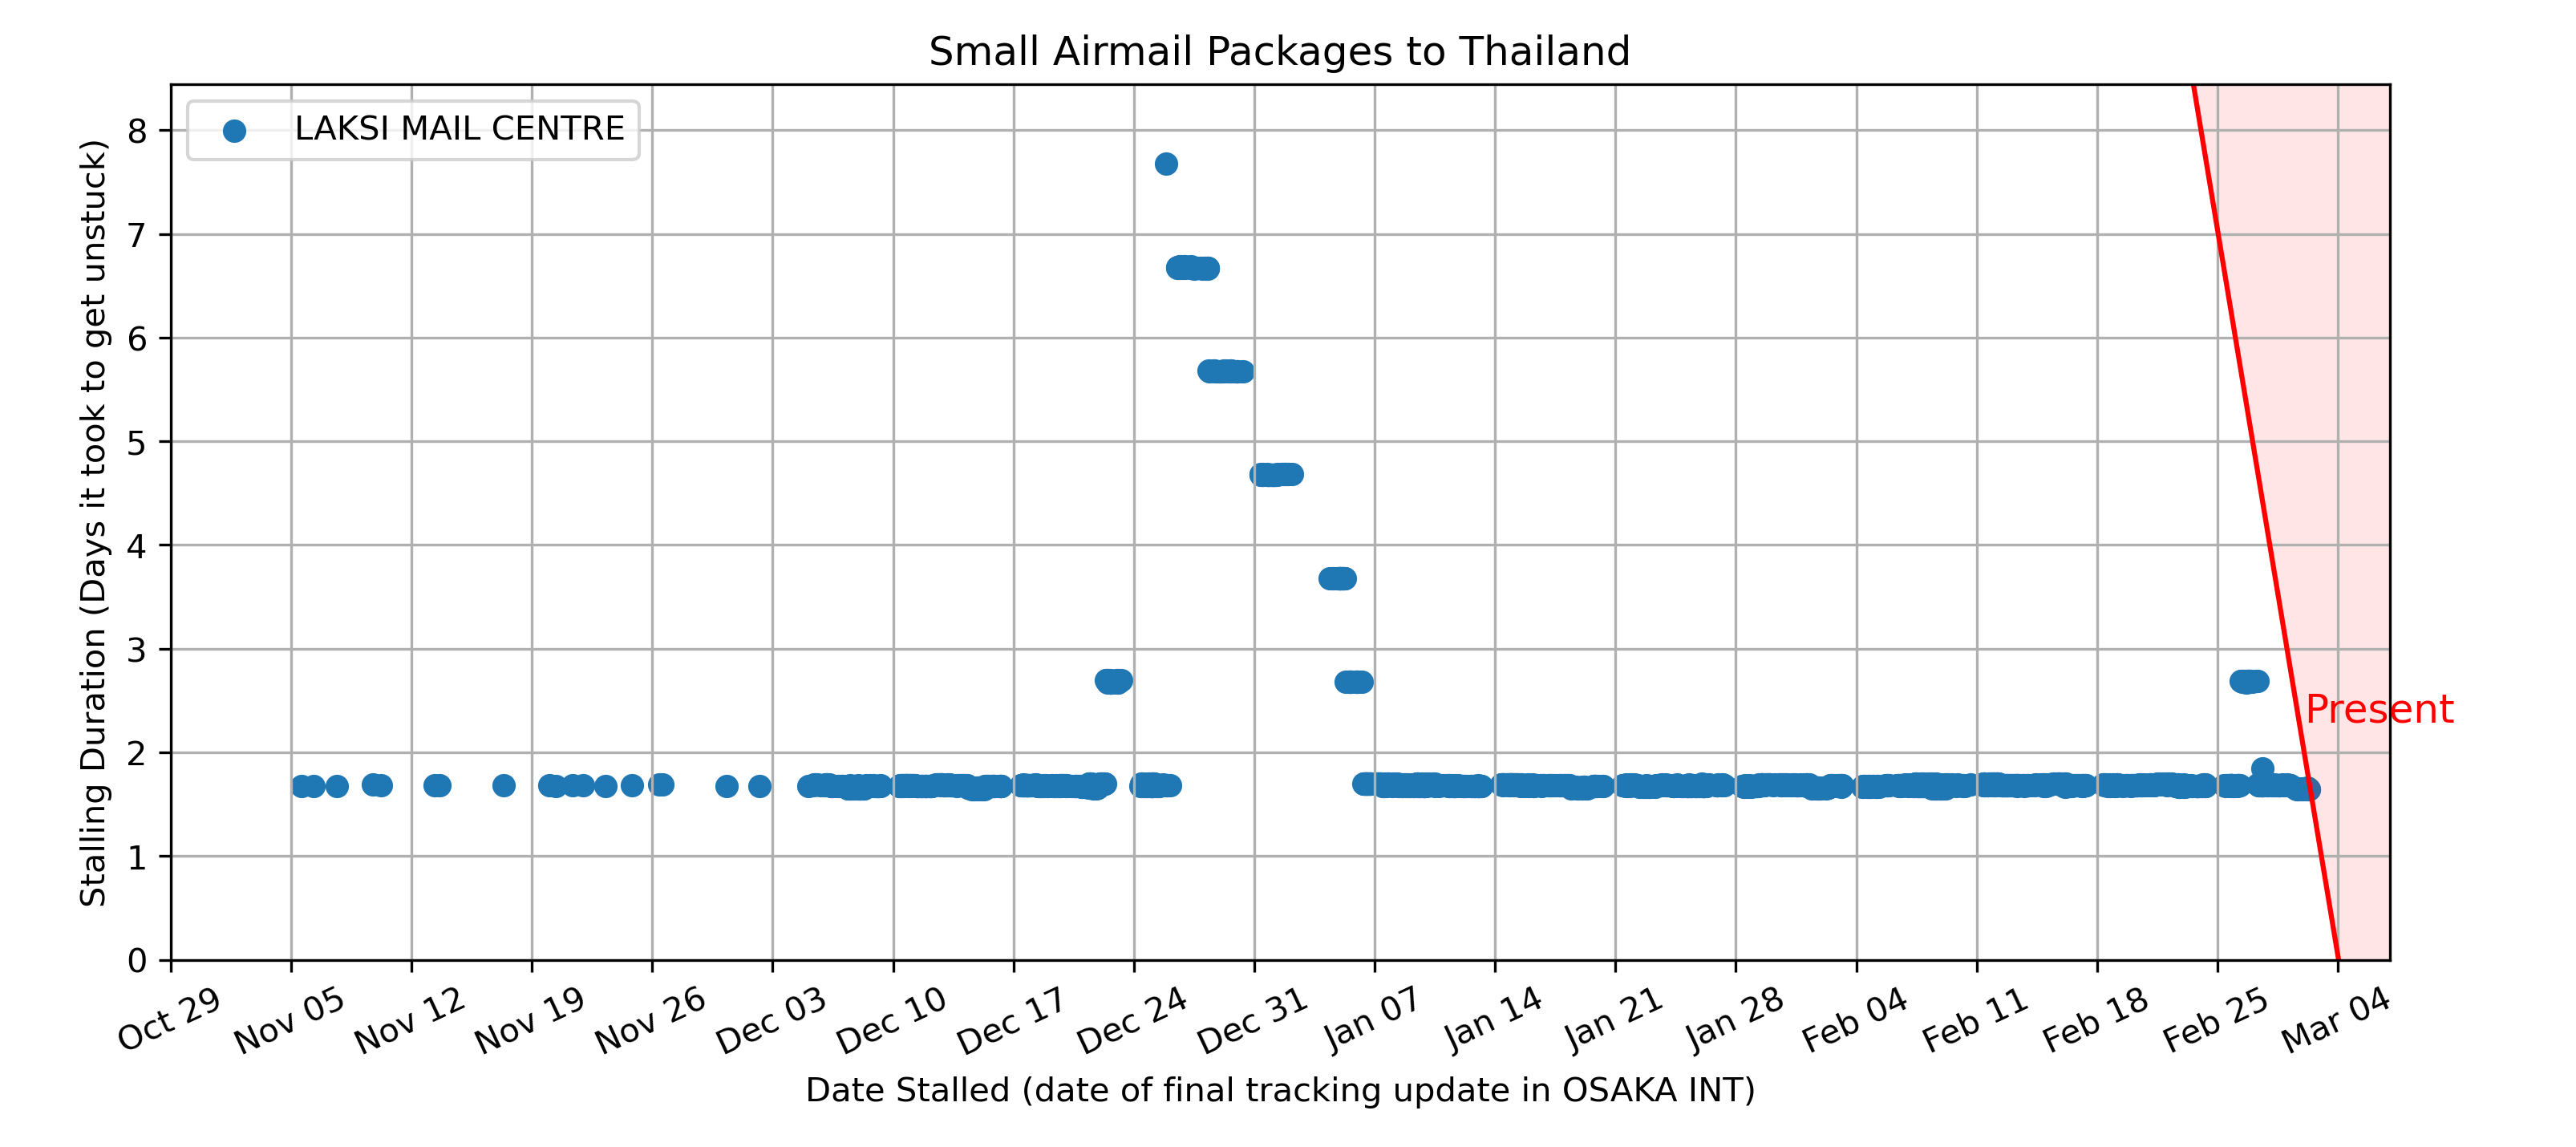 Small Airmail Packages to Thailand
LAKSI MAIL CENTRE
Stalling Duration (Days it took to get unstuck)
8
7
6
5
4
3
2
1
0
Present
Oct 29
Nov 05
Nov 12
Nov 19
Nov 26
Dec 03
Dec 10
Dec 17
Dec 24
Dec 31
Jan 07
Jan 14
Jan 21
Jan 28
Feb 04
Feb 11
Feb 18
Feb 25
Mar 04
Date Stalled (date of final tracking update in OSAKA INT)